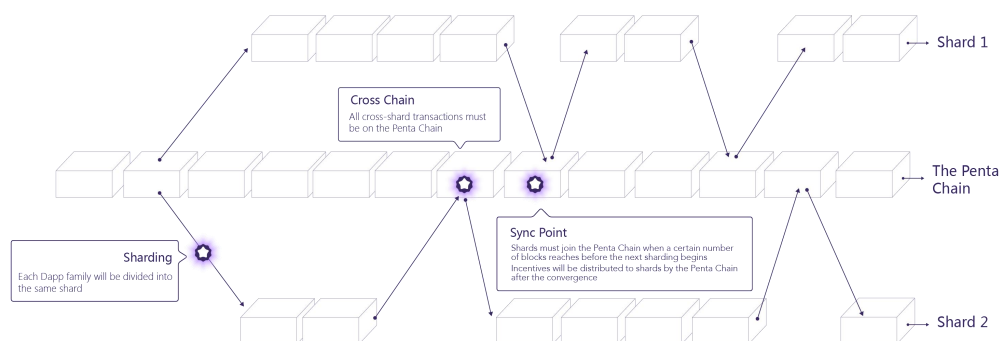 Shard 1
Cross Chain
All cross-shard transactions must
be on the Penta Chain
The Penta
Chain
Sync Point
Shards must join the Penta Chain when a certain number
of blocks reaches before the next sharding begins
Incentives will be distributed to shards by the Penta Chain
after the convergence
Sharding
Each Dapp family will be divided into
the same shard
Shard 2